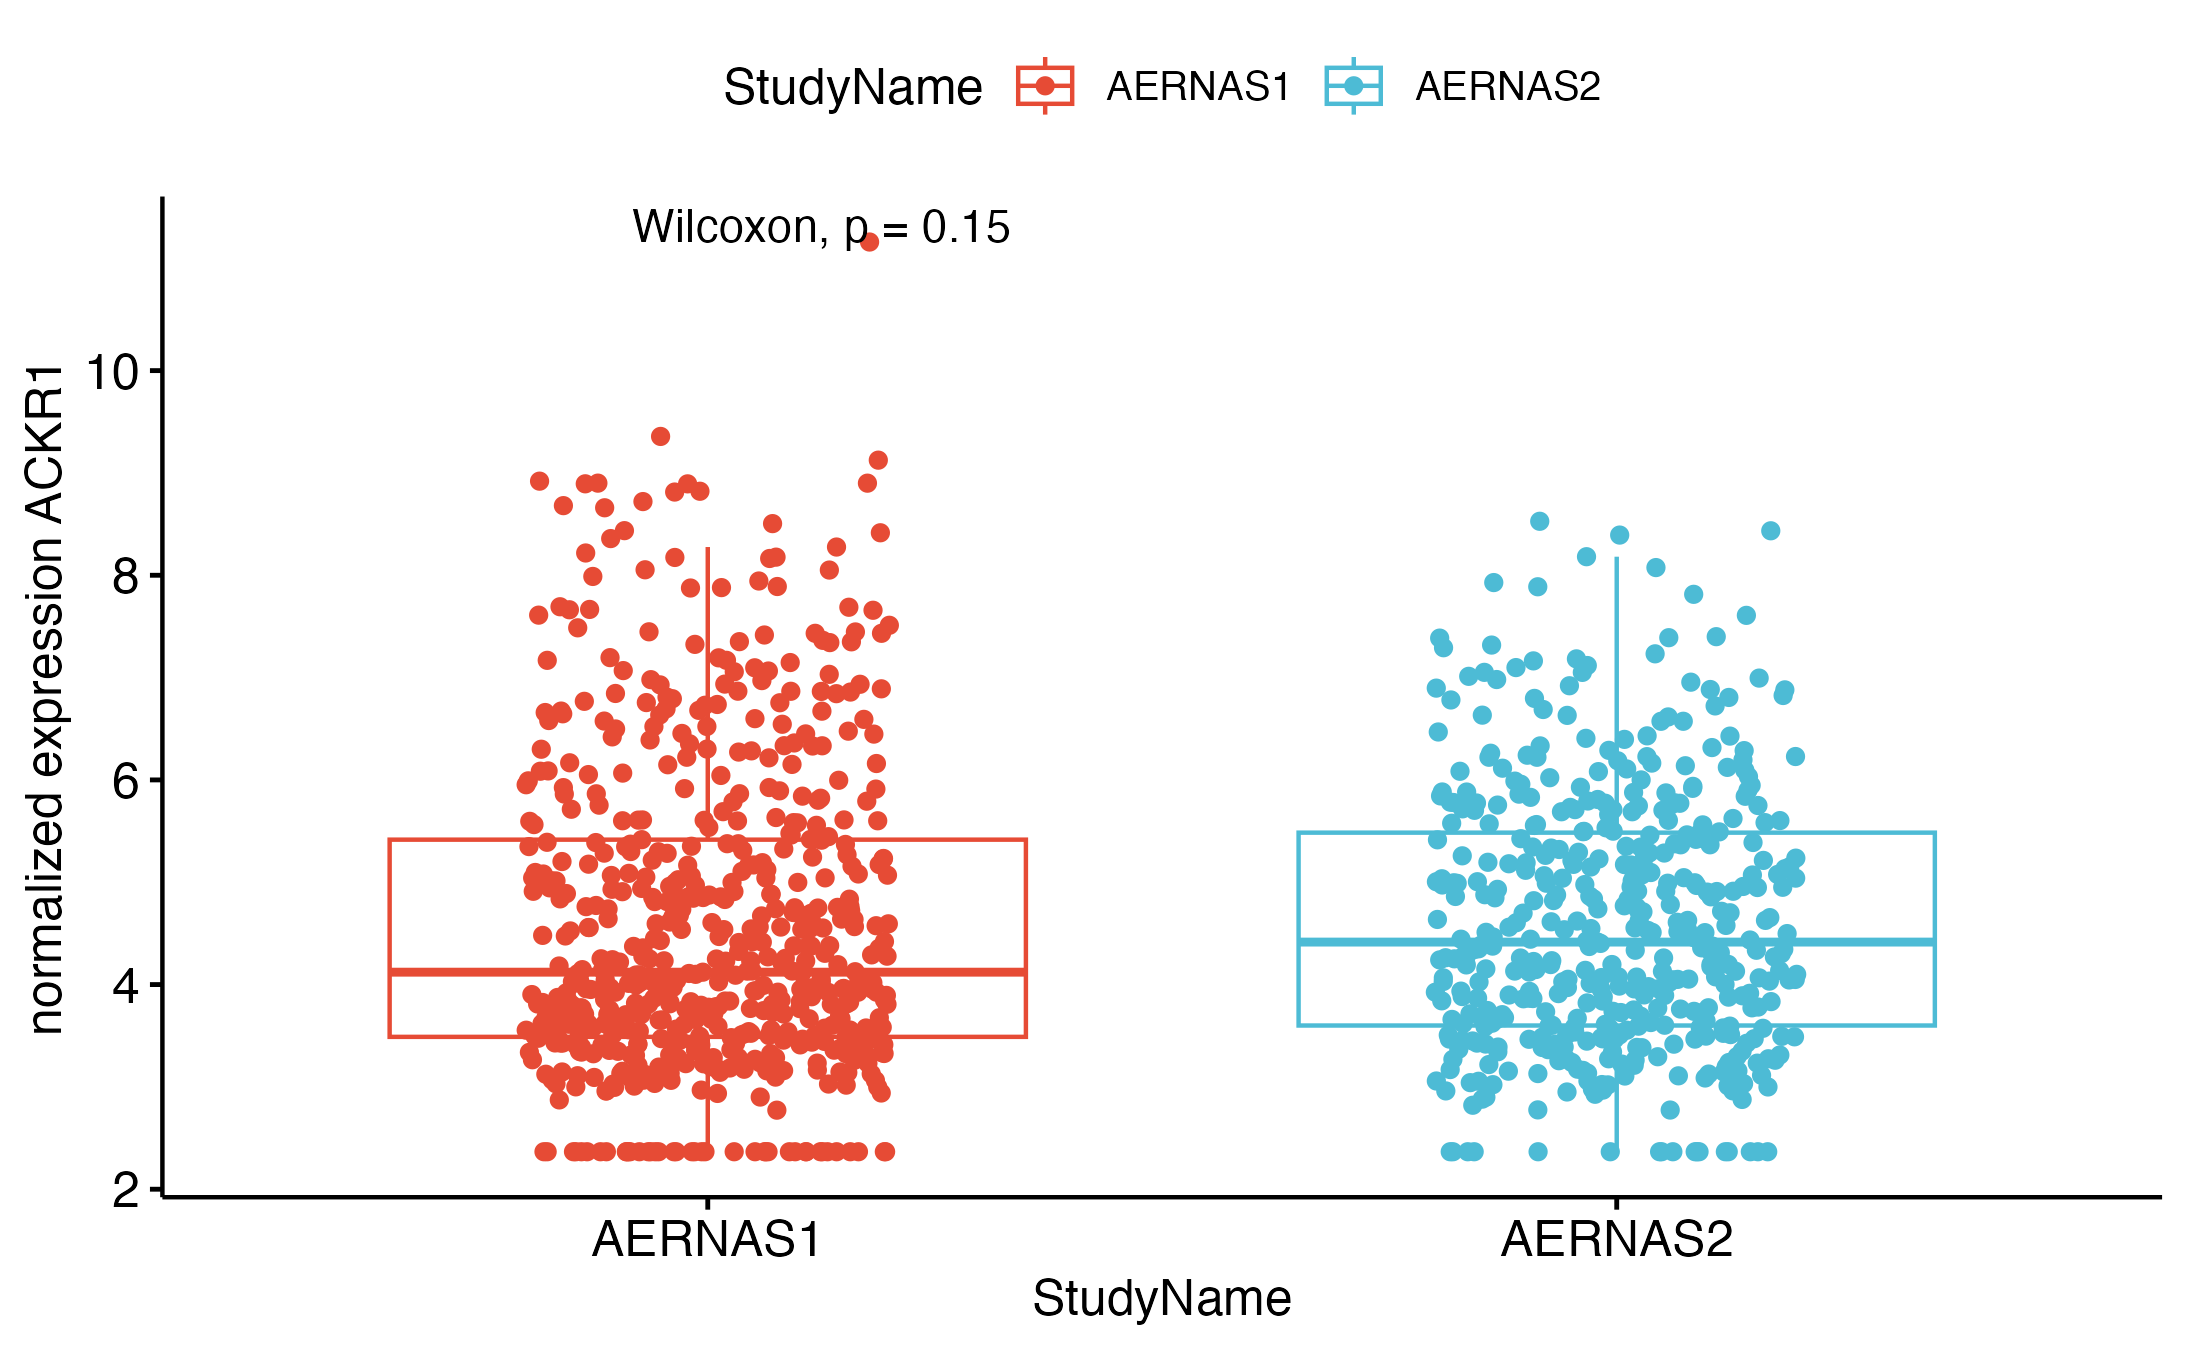 StudyName AERNAS1 AERNAS2
Wilcoxon, p = 0.15
normalized expression ACKR1
10
8
6
4
2
AERNAS1 AERNAS2
StudyName